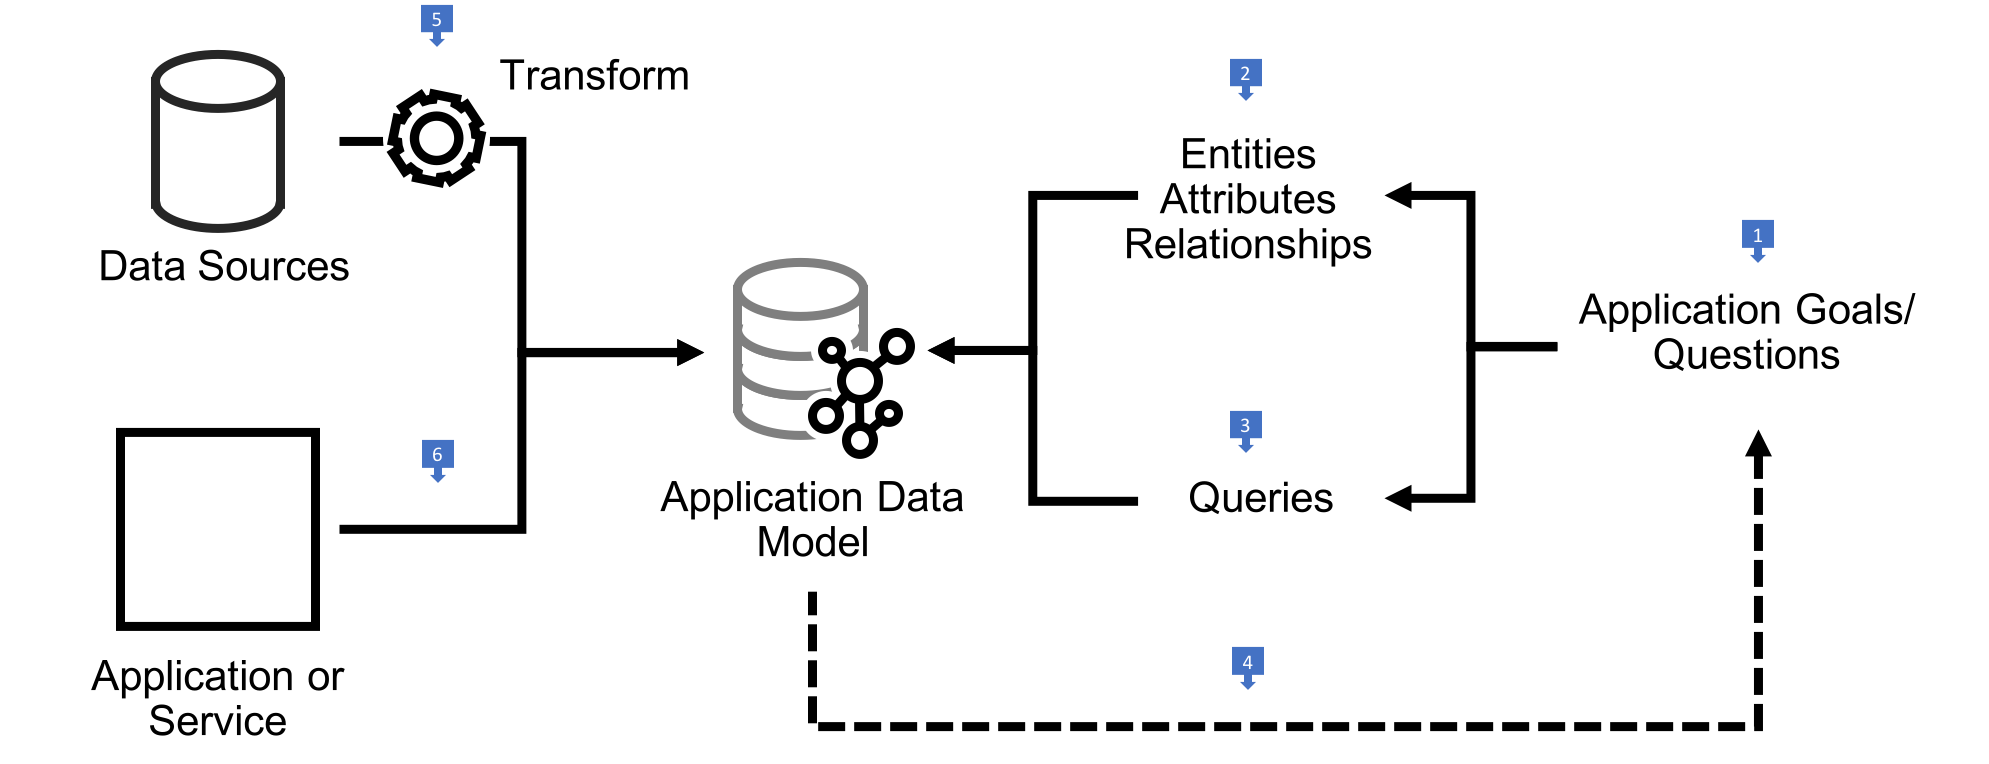 5
Transform
Data Sources
2
Entities
Attributes
Relationships
1
Application Goals/
Questions
3
Queries
6
Application Data
Model
Application or
Service
4